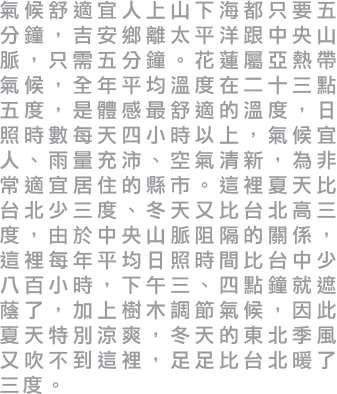 氣候舒適宜人上山下海都只要五
分鐘，吉安鄉離太平洋跟中央山
脈，只需五分鐘。花蓮屬亞熱帶
氣候，全年平均溫度在二十三點
五度，是體感最舒適的溫度，日
照時數每天四小時以上，氣候宜
人、雨量充沛、空氣清新，為非
常適宜居住的縣市。這裡夏天比
台北少三度、冬天又比台北高三
度，由於中央山脈阻隔的關係，
這裡每年平均日照時間比台中少
八百小時，下午三、四點鐘就遮
蔭了，加上樹木調節氣候，因此
夏天特別涼爽，冬天的東北季風
又吹不到這裡，足足比台北暖了
三度。